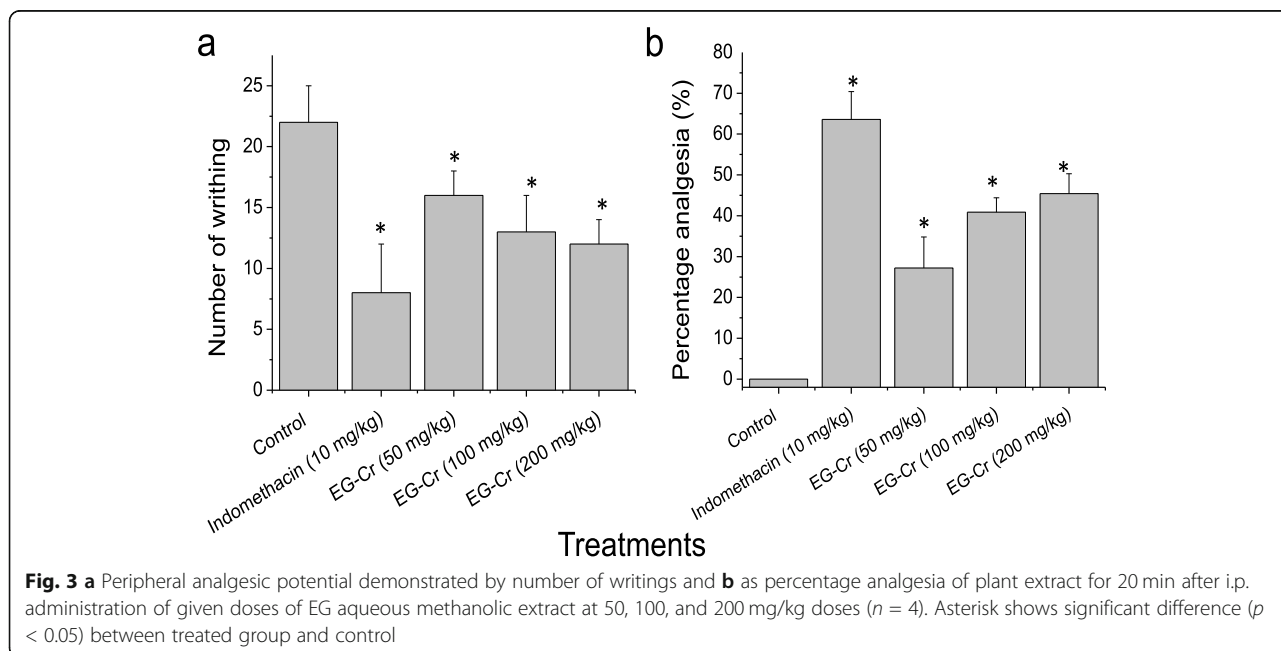 a
25
20
15
10
5
0
Number of writhing
*
*
*
*
Control
Indomethacin (10 mg/kg)
EG-Cr (50 mg/kg)
EG-Cr (100 mg/kg)
EG-Cr (200 mg/kg)
b
80
70
60
50
40
30
20
10
0
Percentage analgesia (%)
*
*
*
*
Control
Indomethacin (10 mg/kg)
EG-Cr (50 mg/kg)
EG-Cr (100 mg/kg)
EG-Cr (200 mg/kg)
Treatments
Fig. 3 a Peripheral analgesic potential demonstrated by number of writings and b as percentage analgesia of plant extract for 20 min after i.p.
administration of given doses of EG aqueous methanolic extract at 50, 100, and 200 mg/kg doses (n = 4). Asterisk shows significant difference (p
< 0.05) between treated group and control